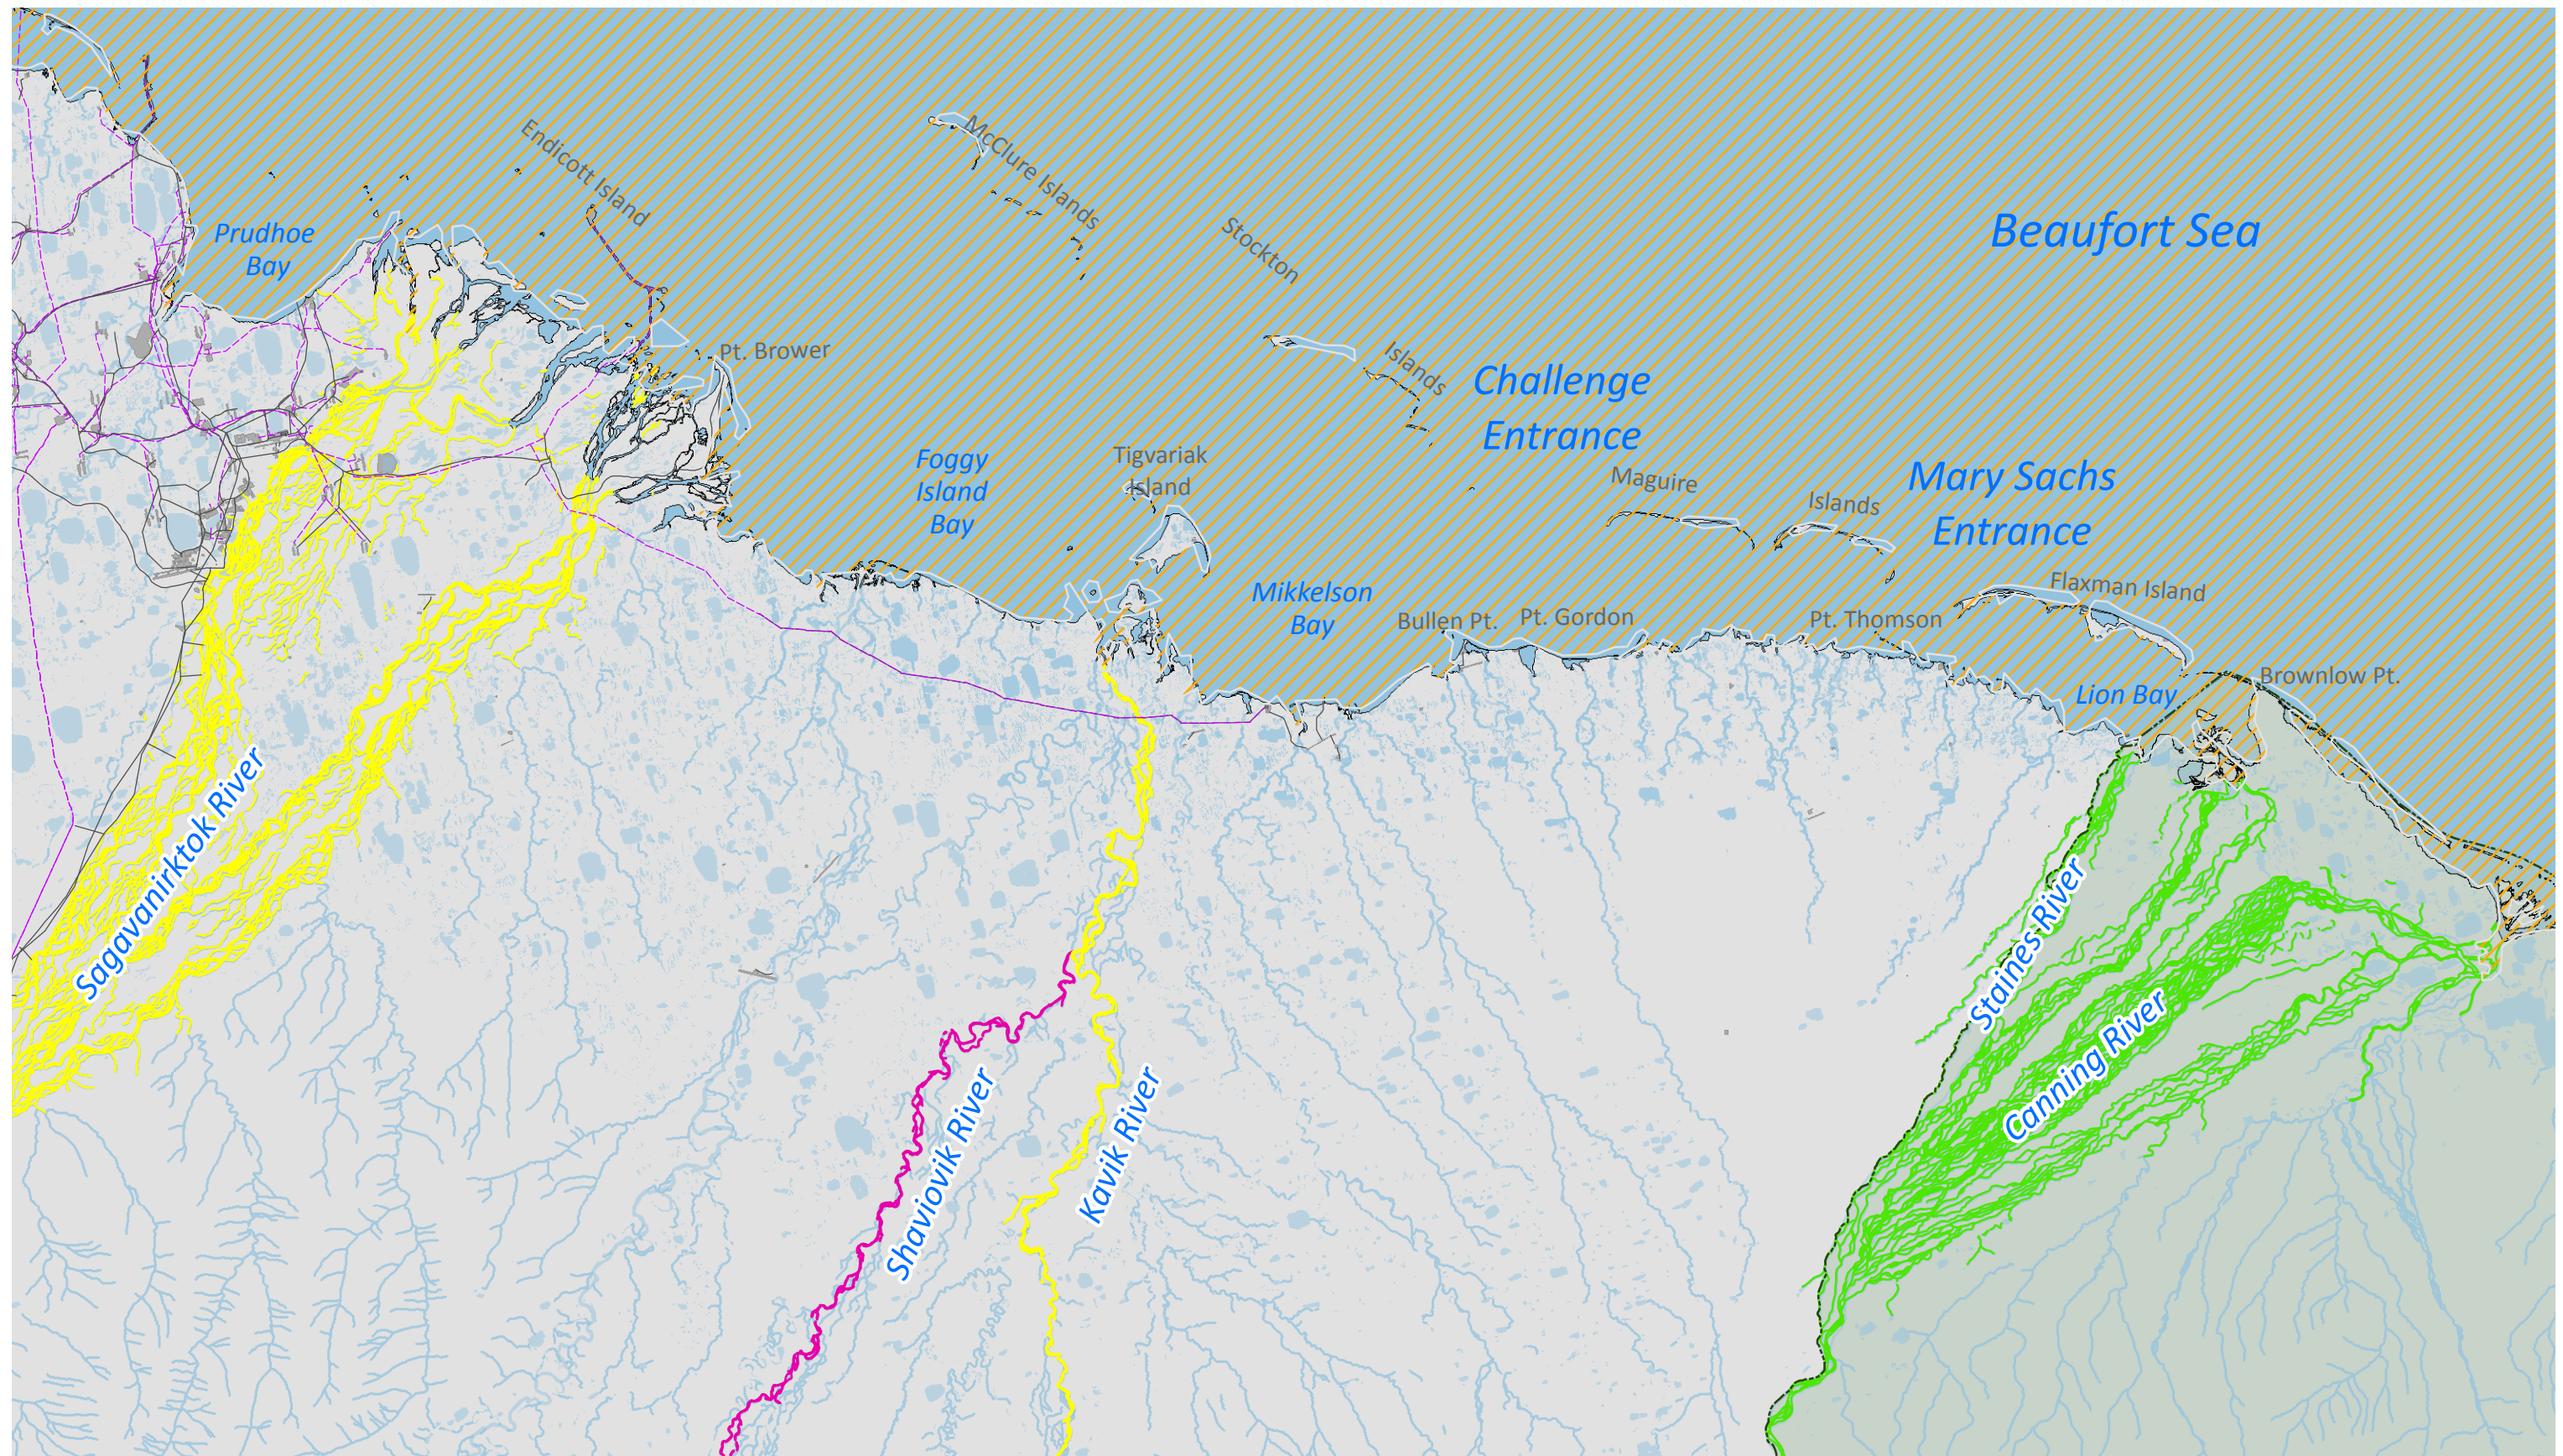 Endicott Island
McClure Islands
Stockton
Islands
Prudhoe
Bay
Beaufort Sea
Pt. Brower
Challenge
Entrance
Foggy
Island
Bay
Tigvariak
Island
Maguire
Islands
Mary Sachs
Entrance
Mikkelson
Bay
Bullen Pt.
Pt. Gordon
Pt. Thomson
Flaxman Island
Lion Bay
Brownlow Pt.
Sagavanirktok River
Shaviovik River
Kavik River
Staines River
Canning River